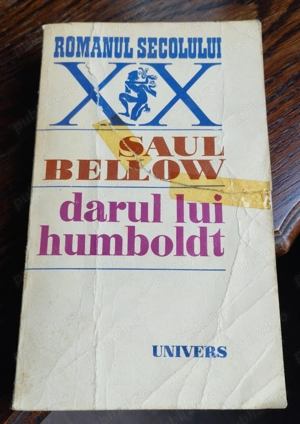 ROMANUL SECOLULUI
XX
SAUL
BELLOW
darul lui
humboldt
UNIVERS